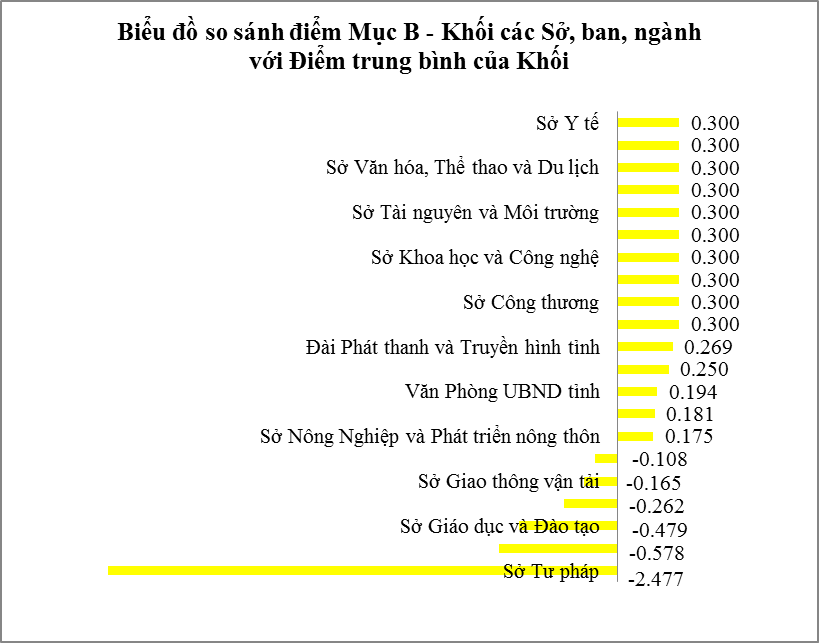 Biểu đồ so sánh điểm Mục B - Khối các Sở, ban, ngành
với Điểm trung bình của Khối
Sở Y tế 0.300
0.300
Sở Văn hóa, Thể thao và Du lịch 0.300
0.300
Sở Tài nguyên và Môi trường 0.300
0.300
Sở Khoa học và Công nghệ 0.300
0.300
Sở Công thương 0.300
0.300
Đài Phát thanh và Truyền hình tỉnh 0.269
0.250
Văn Phòng UBND tỉnh 0.194
0.181
Sở Nông Nghiệp và Phát triển nông thôn 0.175
-0.108
Sở Giao thông vận tải -0.165
-0.262
Sở Giáo dục và Đào tạo -0.479
-0.578
Sở Tư pháp -2.477